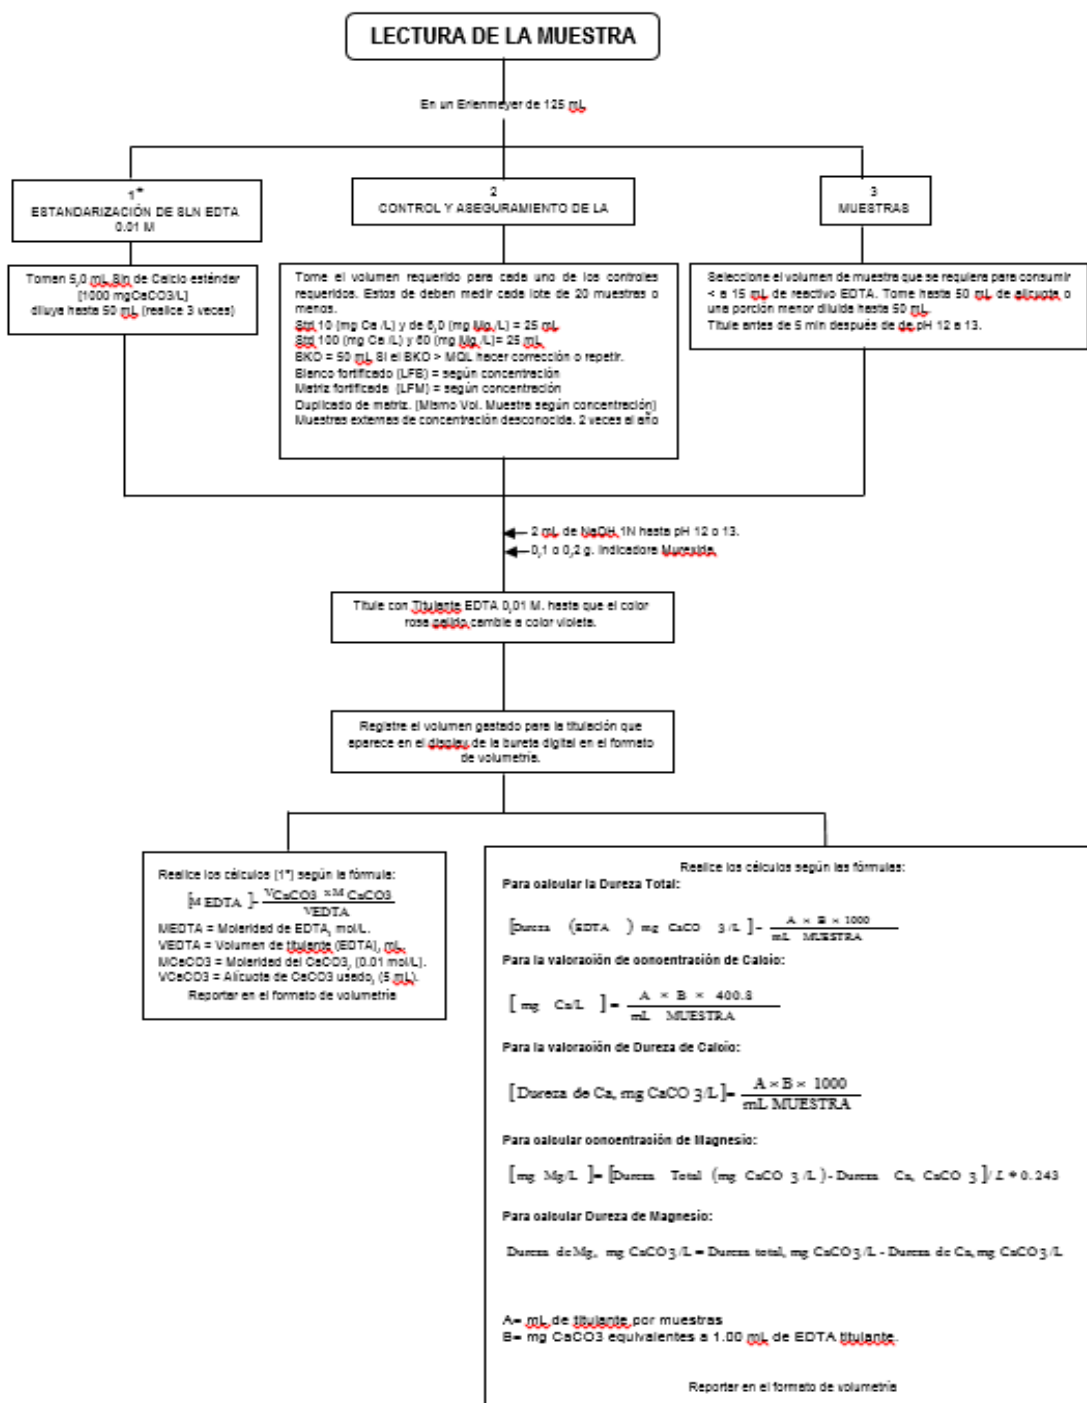 LECTURA DE LA MUESTRA
En un Erlenmeyer de 125 mL
1*
ESTANDARIZACIÓN DE SLN EDTA
0.01 M
2
CONTROL Y ASEGURAMIENTO DE LA
3
MUESTRAS
Tomen 5,0 mL Sln de Calcio estándar
(1000 mgCaCO3/L)
diluya hasta 50 mL (realice 3 veces)
Tome el volumen requerido para cada uno de los controles
requeridos. Estos de deben medir cada lote de 20 muestras o
menos.
Std 10 (mg Ca /L) y de 6,0 (mg Mg /L) = 25 mL
Std 100 (mg Ca /L) y 60 (mg Mg /L)= 25 mL
BKO = 50 mL Si el BKO > MQL hacer corrección o repetir.
Blanco fortificado (LFB) = según concentración
Matriz fortificada (LFM) = según concentración
Duplicado de matriz. (Mismo Vol. Muestra según concentración)
Muestras externas de concentración desconocida. 2 veces al año
Seleccione el volumen de muestra que se requiera para consumir
< a 15 mL de reactivo EDTA. Tome hasta 50 mL de alícuota o
una porción menor diluida hasta 50 mL.
Titule antes de 5 min después de de pH 12 a 13.
2 mL de NaOH 1N hasta pH 12 o 13.
0,1 o 0,2 g. Indicadora Murexida.
Titule con Titulante EDTA 0,01 M. hasta que el color
rosa palido cambie a color violeta.
Registre el volumen gastado para la titulación que
aparece en el display de la bureta digital en el formato
de volumetría.
Realice los cálculos (1*) según la fórmula:
[M EDTA ]= VCaCO3 xM CaCO3
VEDTA
MEDTA = Molaridad de EDTA, mol/L.
VEDTA = Volumen de titulante (EDTA), mL.
MCaCO3 = Molaridad del CaCO3, (0.01 mol/L).
VCaCO3 = Alícuota de CaCO3 usado, (5 mL).
Reportar en el formato de volumetría
Realice los cálculos según las fórmulas:
Para calcular la Dureza Total:
[Dureza (EDTA ) mg CaCO 3 /L ] = A × B × 1000
mL MUESTRA
Para la valoración de concentración de Calcio:
[ mg Ca/L ] = A × B × 400.8
mL MUESTRA
Para la valoración de Dureza de Calcio:
[Dureza de Ca, mg CaCO 3/L]= A × B × 1000
mL MUESTRA
Para calcular concentración de Magnesio:
[mg Mg/L ]= [Dureza Total (mg CaCO 3 /L )- Dureza Ca, CaCO 3 ]/ L * 0.243
Para calcular Dureza de Magnesio:
Dureza de Mg, mg CaCO3/L = Dureza total, mg CaCO3/L - Dureza de Ca, mg CaCO3/L
A= mL de titulante por muestras
B= mg CaCO3 equivalentes a 1.00 mL de EDTA titulante.
Reportar en el formato de volumetría